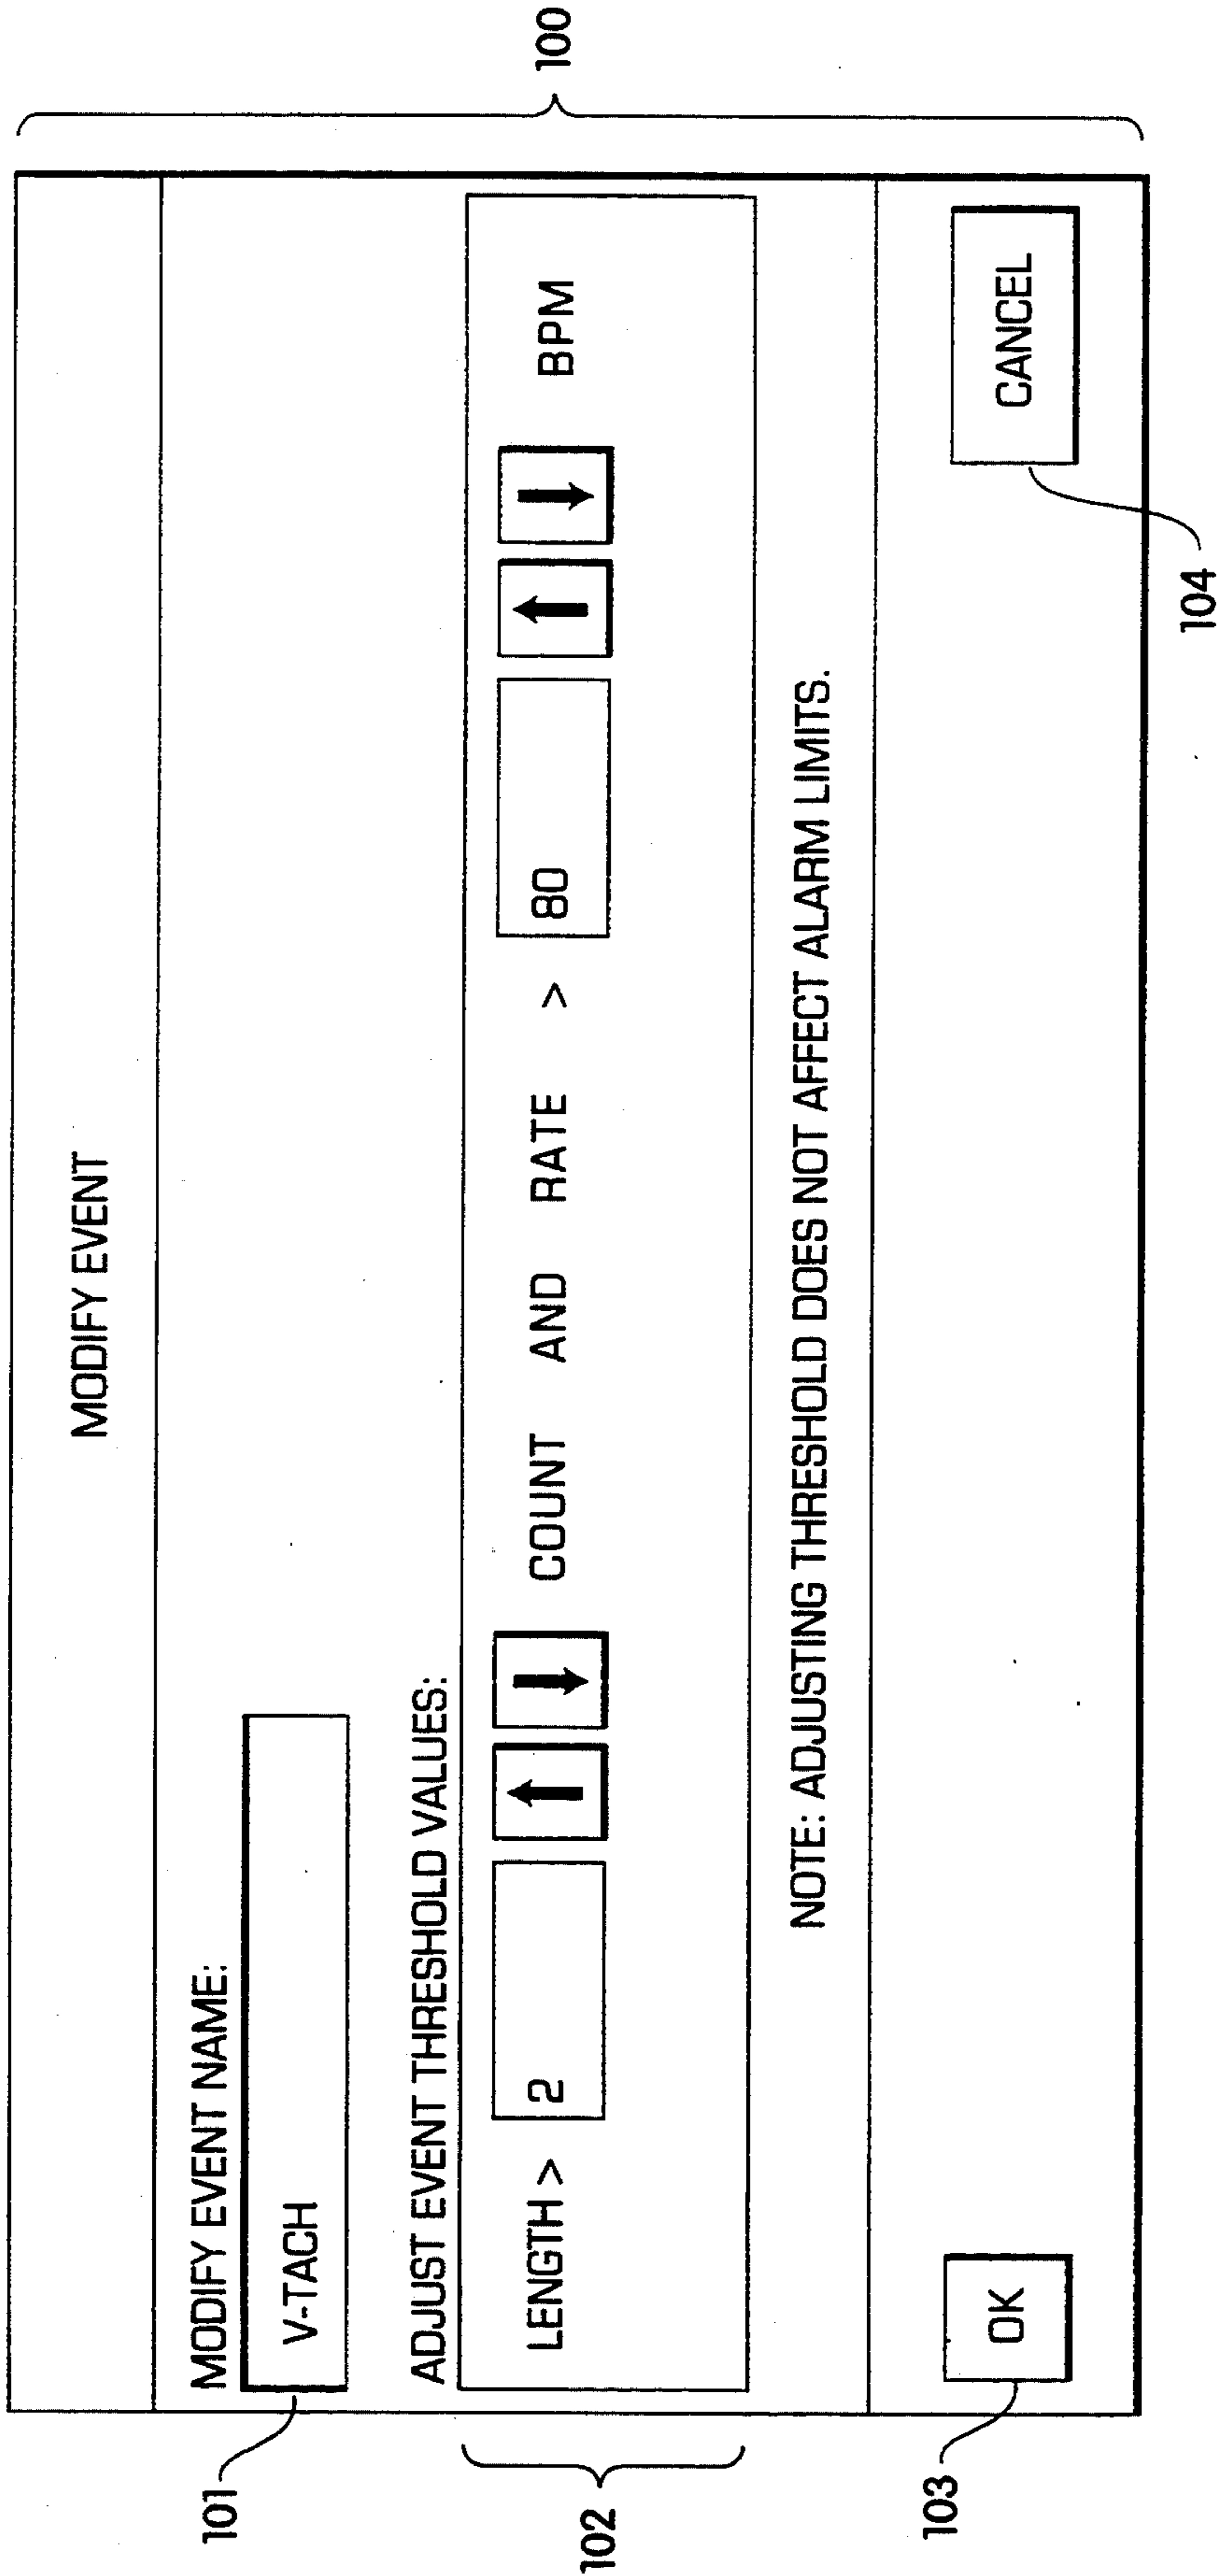 MODIFY EVENT
100
MODIFY EVENT NAME:
101
V-TACH
ADJUST EVENT THRESHOLD VALUES:
102
LENGTH > 2 ↑ ↓ COUNT AND RATE > 80 ↑ ↓ BPM
NOTE: ADJUSTING THRESHOLD DOES NOT AFFECT ALARM LIMITS.
103
OK CANCEL
104